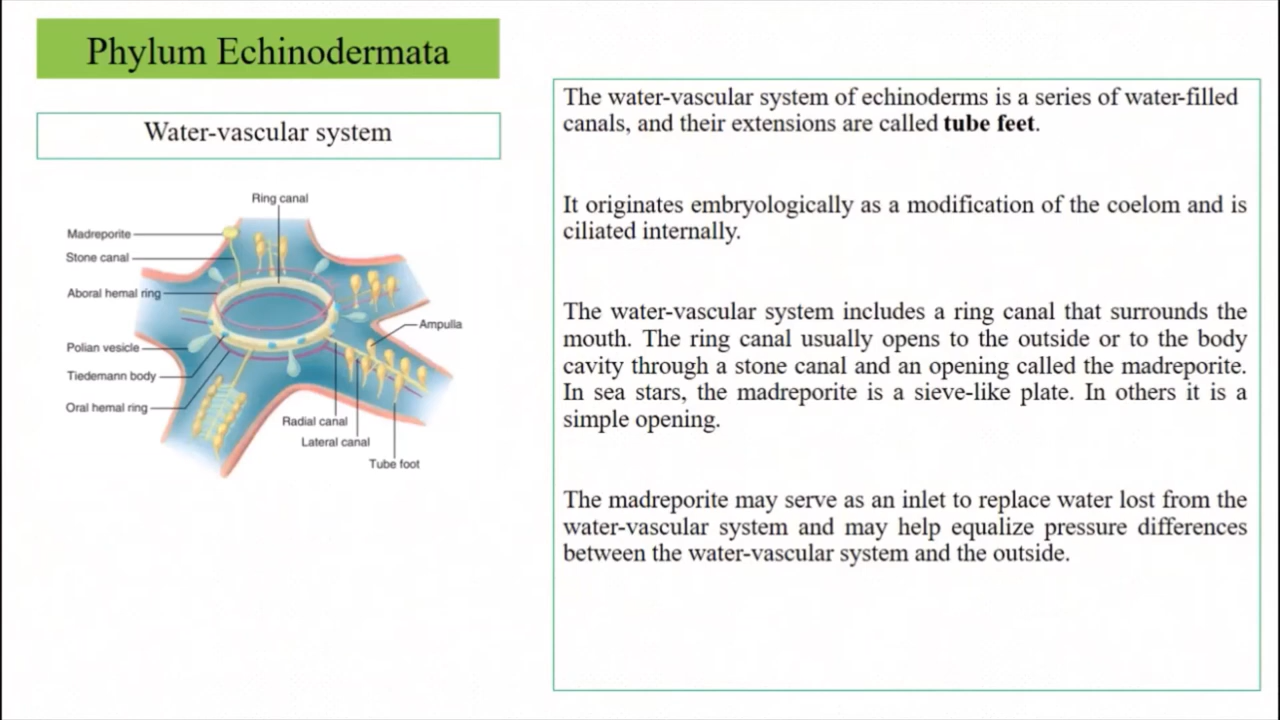 Phylum Echinodermata
Water-vascular system
Ring canal
Madreporite
Stone canal
Aboral hemal ring
Ampulla
Polian vesicle
Tiedemann body
Oral hemal ring
Radial canal
Lateral canal
Tube foot
The water-vascular system of echinoderms is a series of water-filled
canals, and their extensions are called tube feet.
It originates embryologically as a modification of the coelom and is
ciliated internally.
The water-vascular system includes a ring canal that surrounds the
mouth. The ring canal usually opens to the outside or to the body
cavity through a stone canal and an opening called the madreporite.
In sea stars, the madreporite is a sieve-like plate. In others it is a
simple opening.
The madreporite may serve as an inlet to replace water lost from the
water-vascular system and may help equalize pressure differences
between the water-vascular system and the outside.